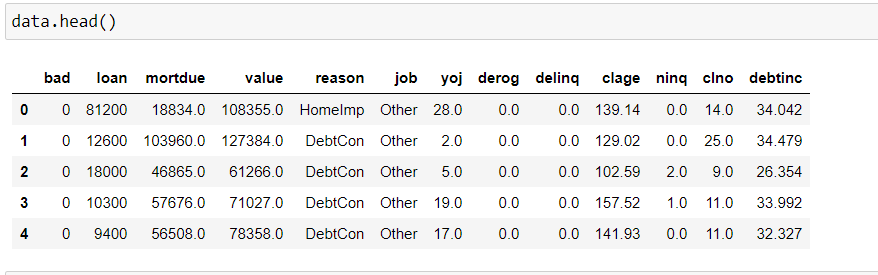 data.head()
bad loan mortdue value reason job yoj derog delinq clage ninq clno debtinc
0 0 81200 18834.0 108355.0 HomeImp Other 28.0 0.0 0.0 139.14 0.0 14.0 34.042
1 0 12600 103960.0 127384.0 DebtCon Other 2.0 0.0 0.0 129.02 0.0 25.0 34.479
2 0 18000 46865.0 61266.0 DebtCon Other 5.0 0.0 0.0 102.59 2.0 9.0 26.354
3 0 10300 57676.0 71027.0 DebtCon Other 19.0 0.0 0.0 157.52 1.0 11.0 33.992
4 0 9400 56508.0 78358.0 DebtCon Other 17.0 0.0 0.0 141.93 0.0 11.0 32.327